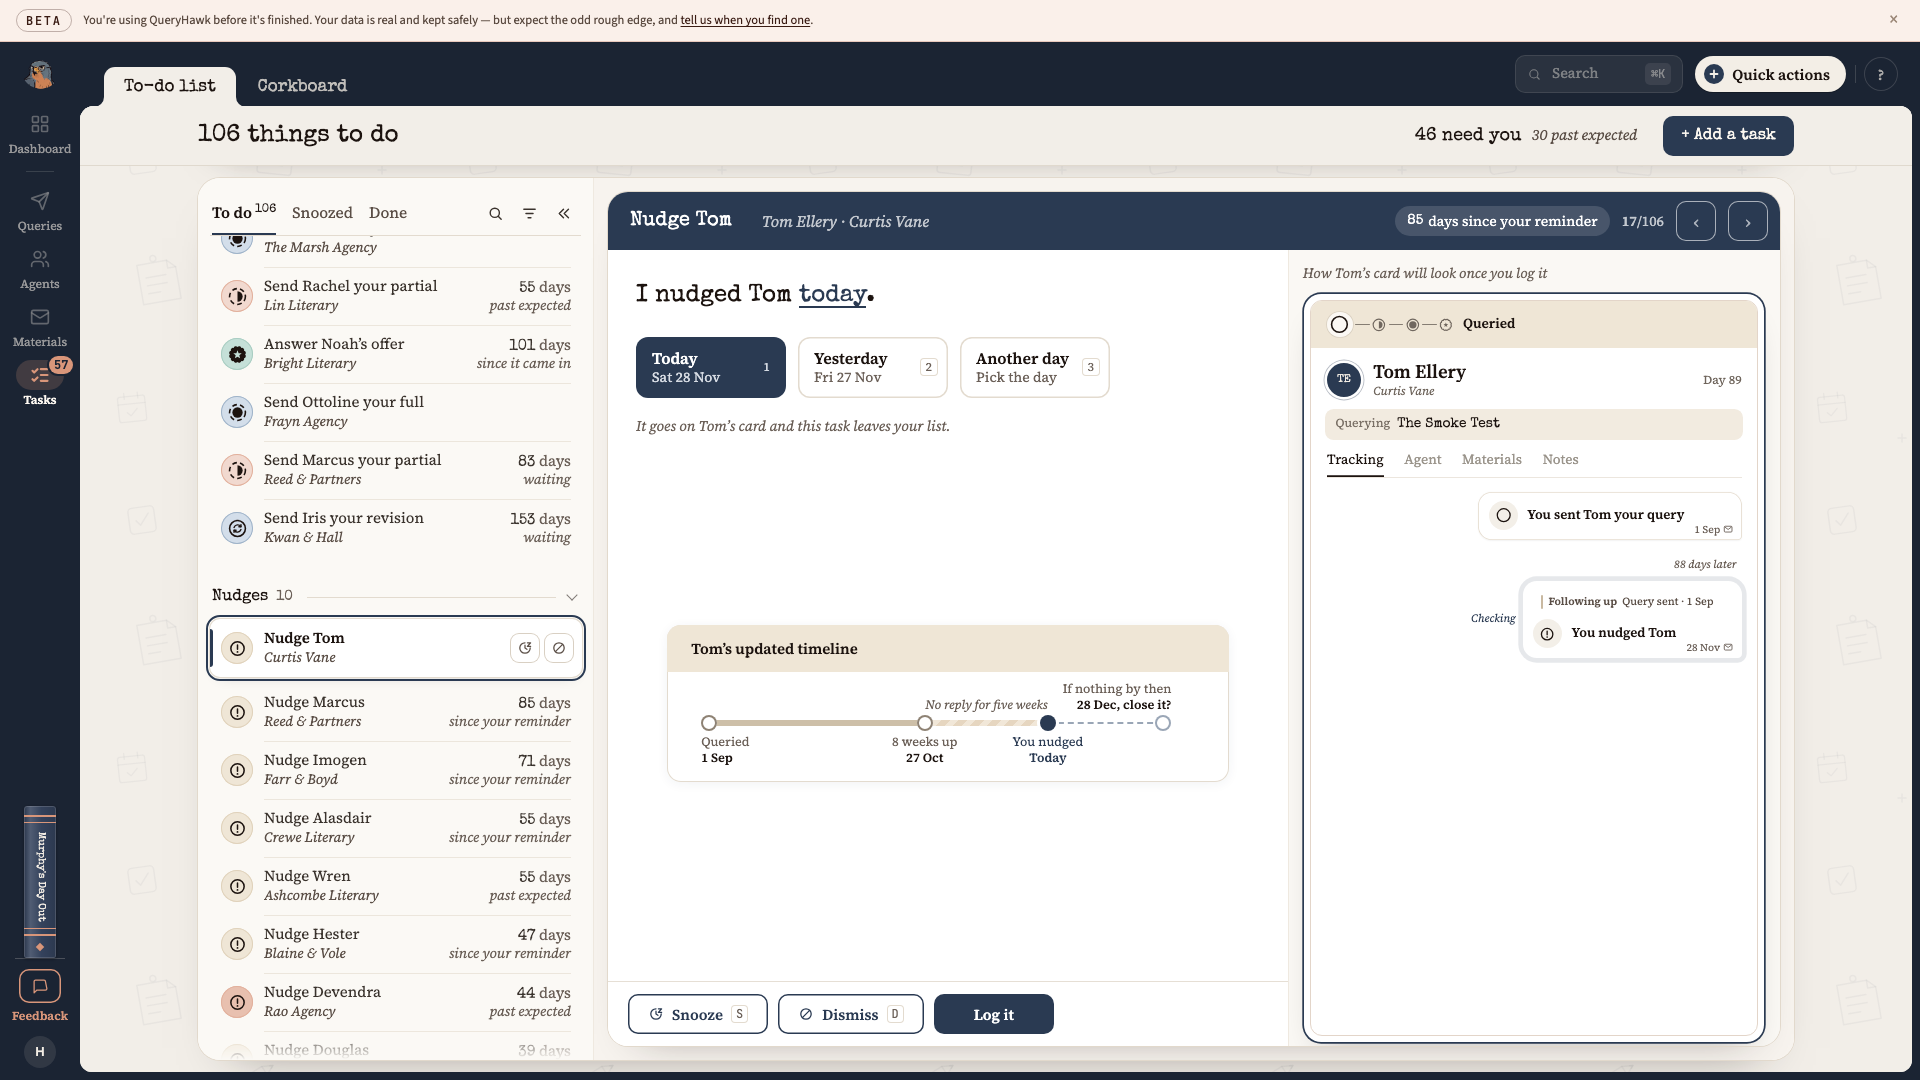 BETA
You're using QueryHawk before it's finished. Your data is real and kept safely — but expect the odd rough edge, and tell us when you find one.
×
To-do list
Corkboard
Search
⌘K
+ Quick actions
?
Dashboard
Queries
Agents
Materials
57
Tasks
Murphy's Day Out
Feedback
H
106 things to do
46 need you
30 past expected
+ Add a task
To do 106
Snoozed
Done
The Marsh Agency
Send Rachel your partial
55 days
Lin Literary
past expected
Answer Noah's offer
101 days
Bright Literary
since it came in
Send Ottoline your full
Frayn Agency
Send Marcus your partial
83 days
Reed & Partners
waiting
Send Iris your revision
153 days
Kwan & Hall
waiting
Nudges 10
Nudge Tom
Curtis Vane
Nudge Marcus
85 days
Reed & Partners
since your reminder
Nudge Imogen
71 days
Farr & Boyd
since your reminder
Nudge Alasdair
55 days
Crewe Literary
since your reminder
Nudge Wren
55 days
Ashcombe Literary
past expected
Nudge Hester
47 days
Blaine & Vole
since your reminder
Nudge Devendra
44 days
Rao Agency
past expected
Nudge Douglas
39 days
Nudge Tom
Tom Ellery · Curtis Vane
85 days since your reminder
17/106
I nudged Tom today.
Today
Sat 28 Nov
1
Yesterday
Fri 27 Nov
2
Another day
Pick the day
3
It goes on Tom's card and this task leaves your list.
Tom's updated timeline
If nothing by then
No reply for five weeks
28 Dec, close it?
Queried
1 Sep
8 weeks up
27 Oct
You nudged
Today
Snooze S
Dismiss D
Log it
How Tom's card will look once you log it
Queried
TE
Tom Ellery
Curtis Vane
Day 89
Querying The Smoke Test
Tracking
Agent
Materials
Notes
You sent Tom your query
1 Sep
88 days later
Checking
Following up Query sent · 1 Sep
You nudged Tom
28 Nov